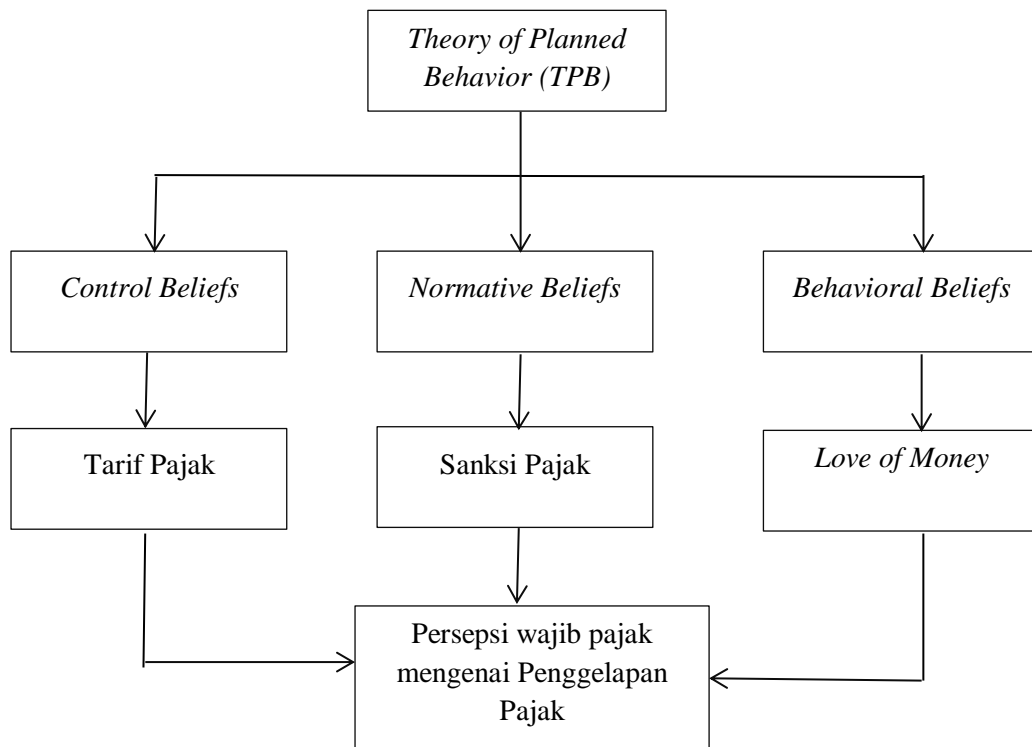 Theory of Planned
Behavior (TPB)
Control Beliefs
Normative Beliefs
Behavioral Beliefs
Tarif Pajak
Sanksi Pajak
Love of Money
Persepsi wajib pajak
mengenai Penggelapan
Pajak